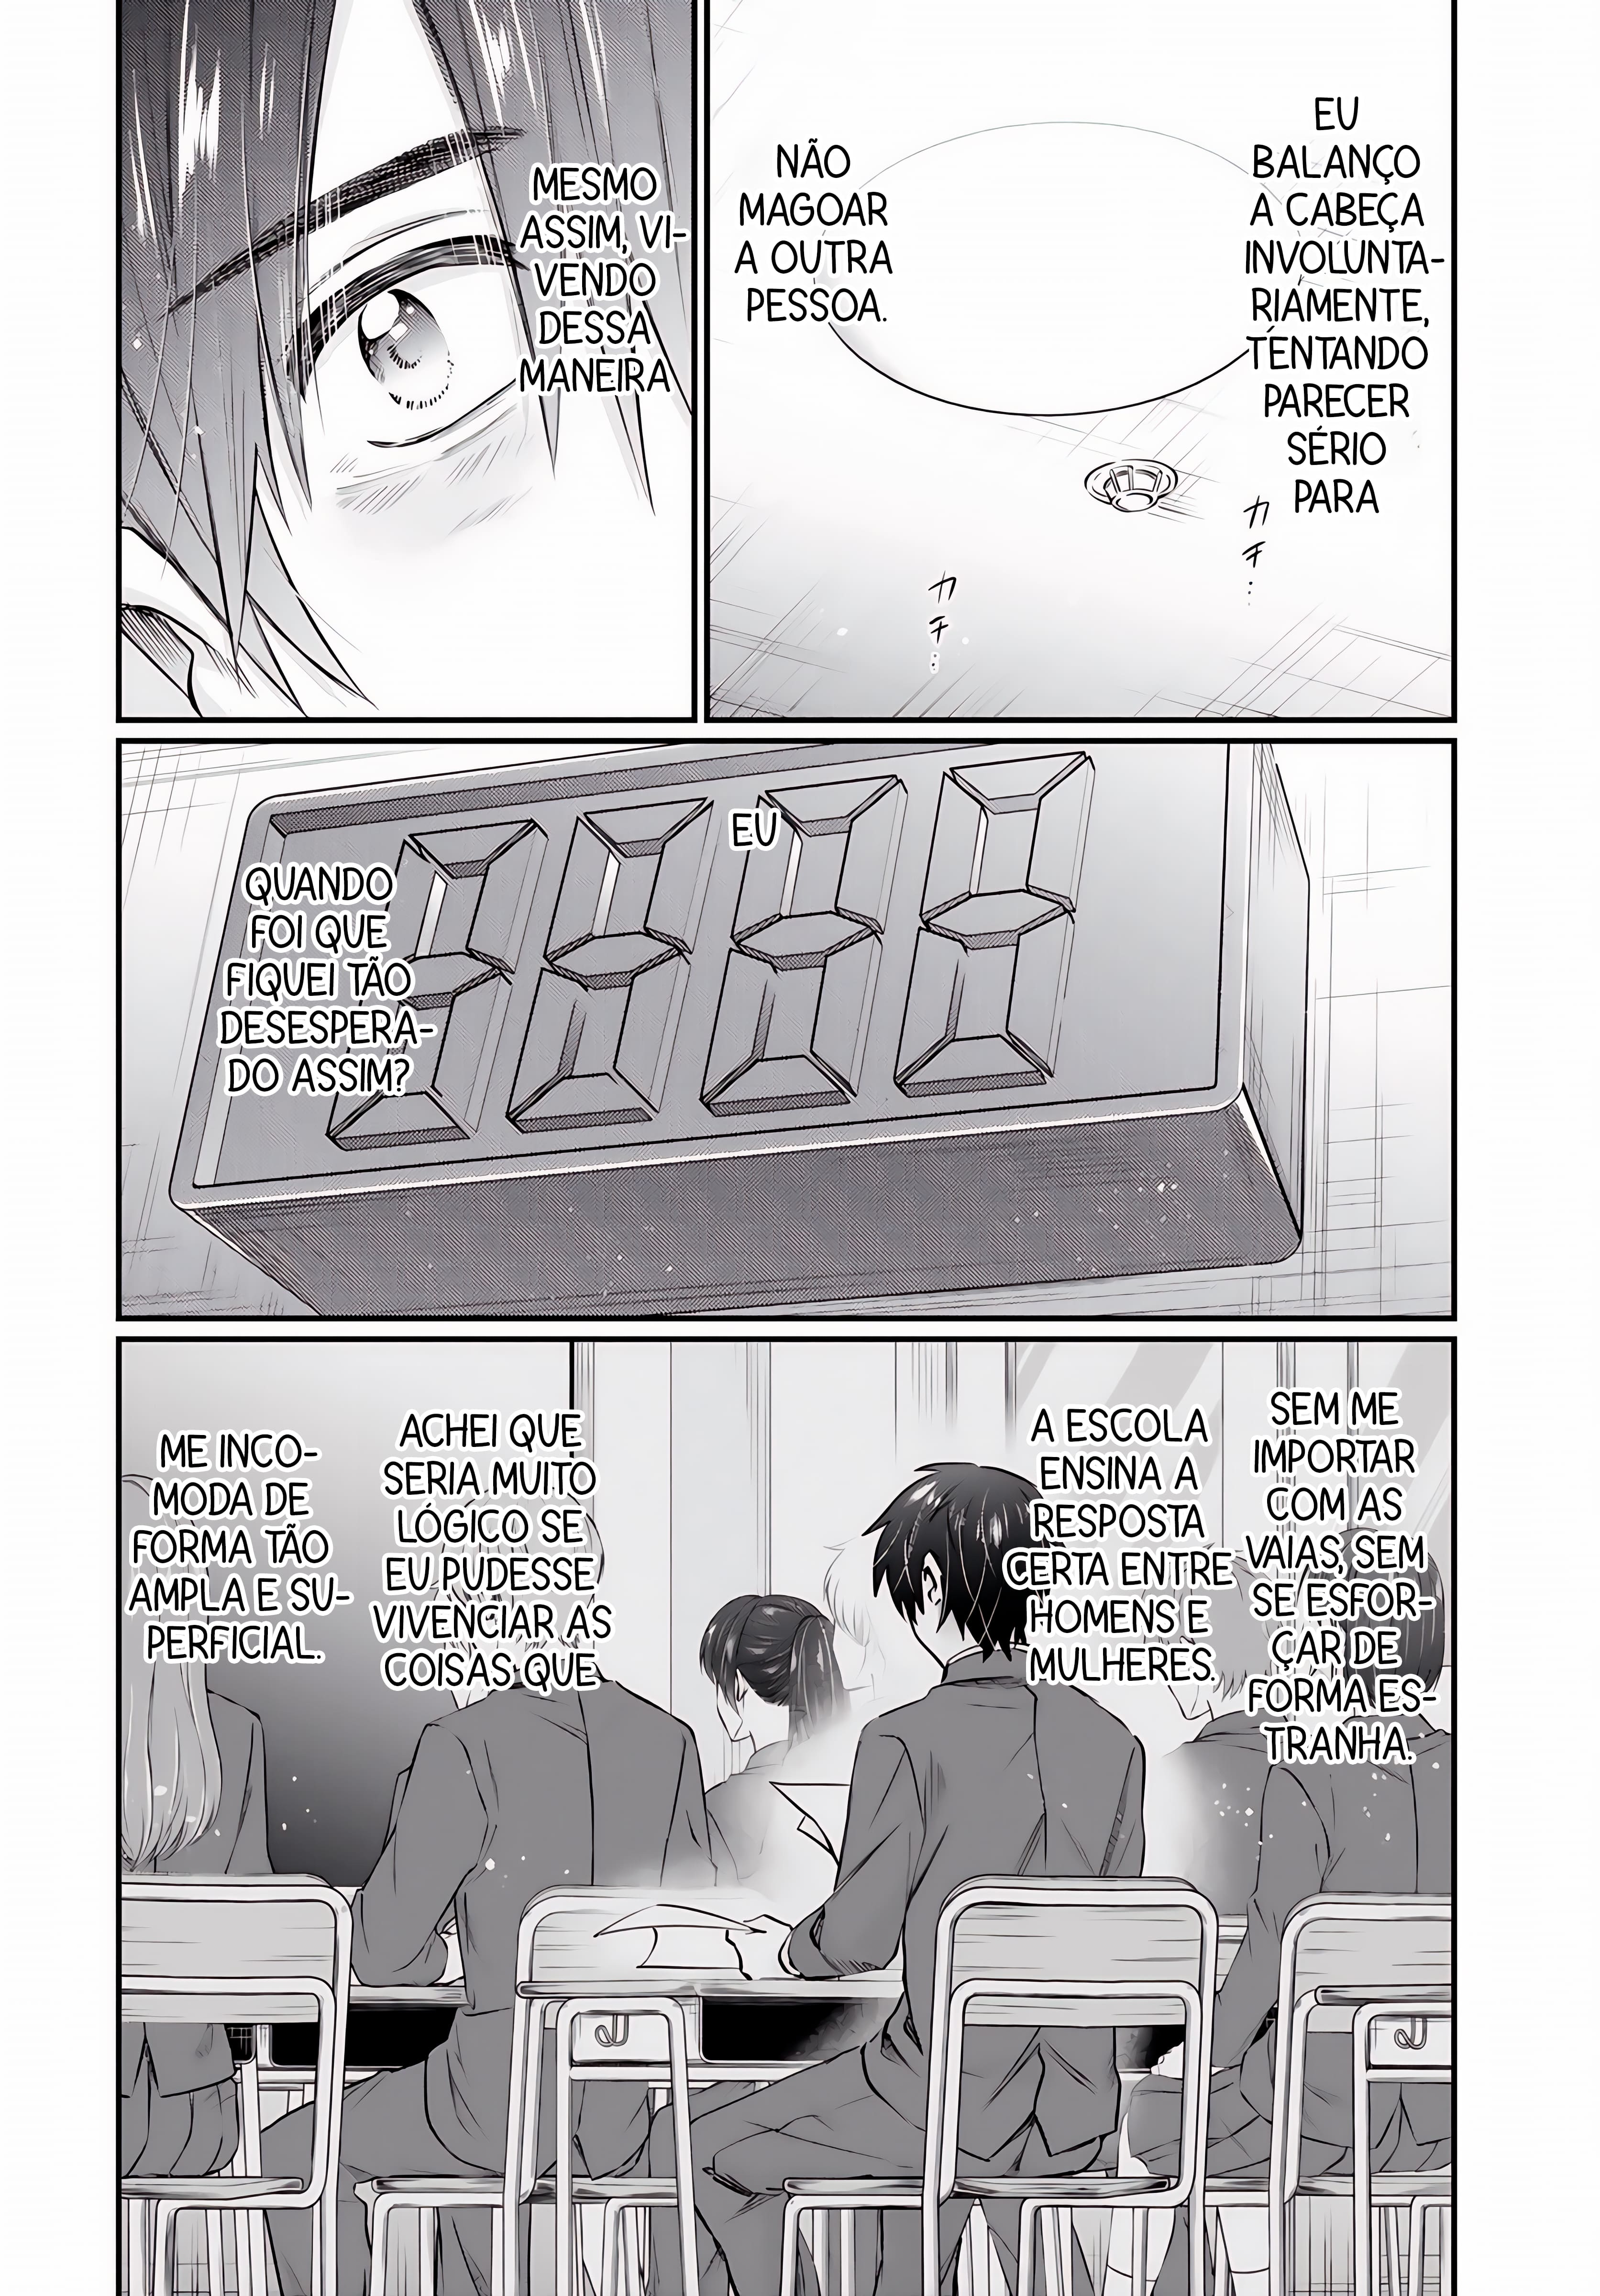 EU
BALANÇO
A CABEÇA
INVOLUNTA-
RIAMENTE,
TENTANDO
PARECER
SÉRIO
PARA
カチ…
NÃO
MAGOAR
A OUTRA
PESSOA.
カチ…
MESMO
ASSIM, VI-
VENDO
DESSA
MANEIRA
EU
QUANDO
FOI QUE
FIQUEI TÃO
DESESPERA-
DO ASSIM?
SEM ME
IMPORTAR
COM AS
VAIAS, SEM
SE ESFOR-
ÇAR DE
FORMA ES-
TRANHA.
A ESCOLA
ENSINA A
RESPOSTA
CERTA ENTRE
HOMENS E
MULHERES.
ACHEI QUE
SERIA MUITO
LÓGICO SE
EU PUDESSE
VIVENCIAR AS
COISAS QUE
ME INCO-
MODA DE
FORMA TÃO
AMPLA E SU-
PERFICIAL.